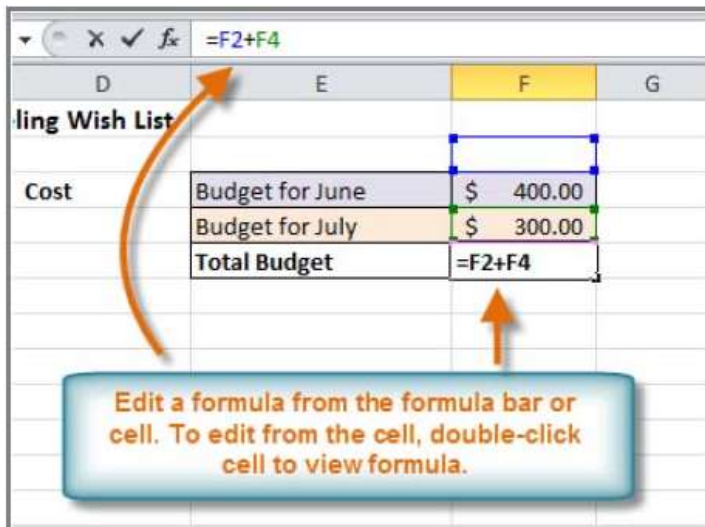 fx =F2+F4
D E F G
ling Wish List
Cost Budget for June $ 400.00
Budget for July $ 300.00
Total Budget =F2+F4
Edit a formula from the formula bar or
cell. To edit from the cell, double-click
cell to view formula.